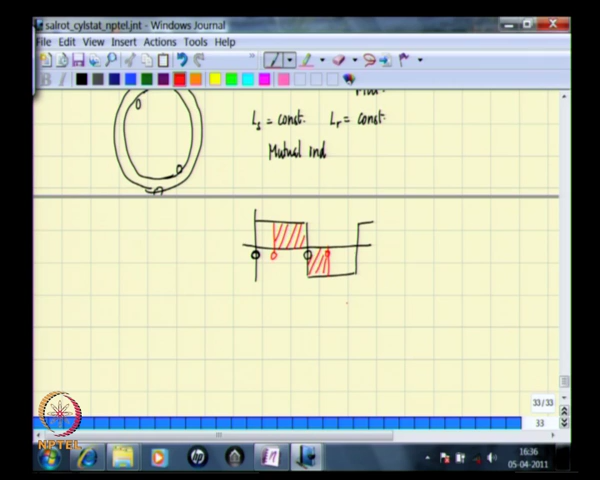 salrot_cylstat_nptel.jnt - Windows Journal
File Edit View Insert Actions Tools Help
B
Ls = const. Lr = const.
Mutual Ind
33/33
33
NPTEL
hp
16:36
05-04-2011